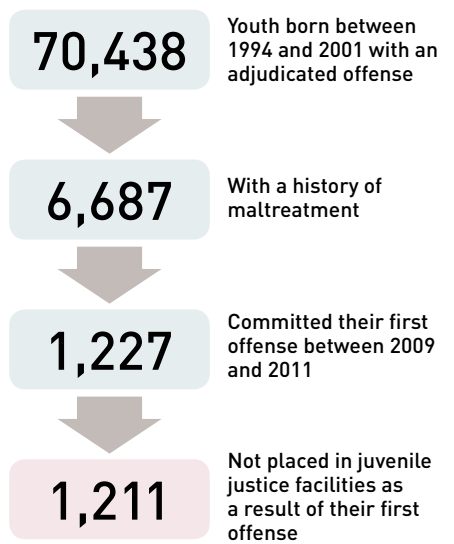 70,438
Youth born between
1994 and 2001 with an
adjudicated offense
6,687
With a history of
maltreatment
1,227
Committed their first
offense between 2009
and 2011
1,211
Not placed in juvenile
justice facilities as
a result of their first
offense